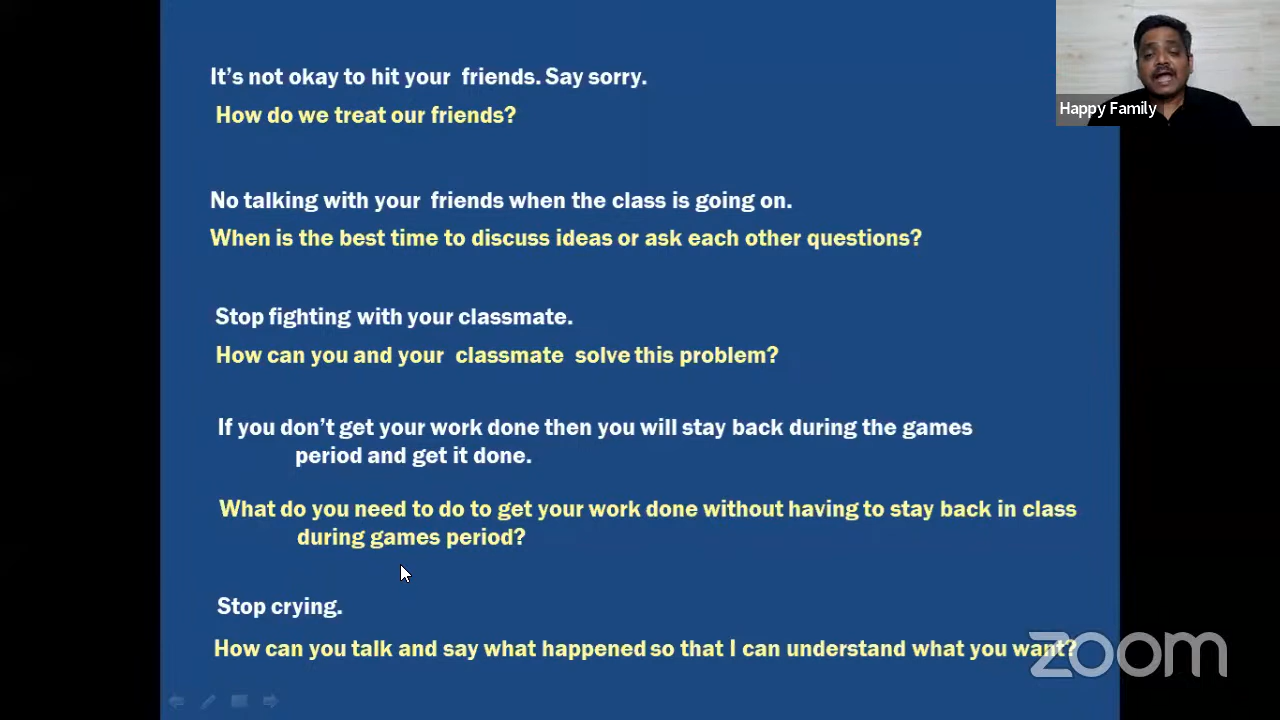 It's not okay to hit your friends. Say sorry.
How do we treat our friends?
Happy Family
No talking with your friends when the class is going on.
When is the best time to discuss ideas or ask each other questions?
Stop fighting with your classmate.
How can you and your classmate solve this problem?
If you don't get your work done then you will stay back during the games
period and get it done.
What do you need to do to get your work done without having to stay back in class
during games period?
Stop crying.
How can you talk and say what happened so that I can understand what you want?
zoom